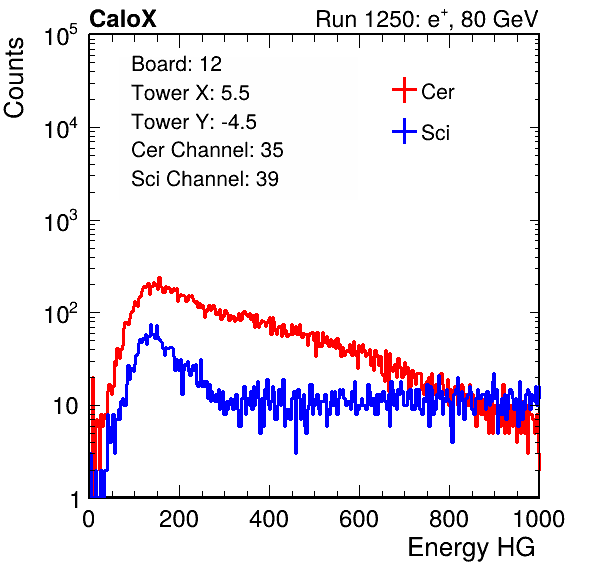 CaloX Run 1250: e⁺, 80 GeV
Counts
10⁵
10⁴
10³
10²
10
1
Board: 12
Tower X: 5.5
Tower Y: -4.5
Cer Channel: 35
Sci Channel: 39
Cer
Sci
0 200 400 600 800 1000
Energy HG